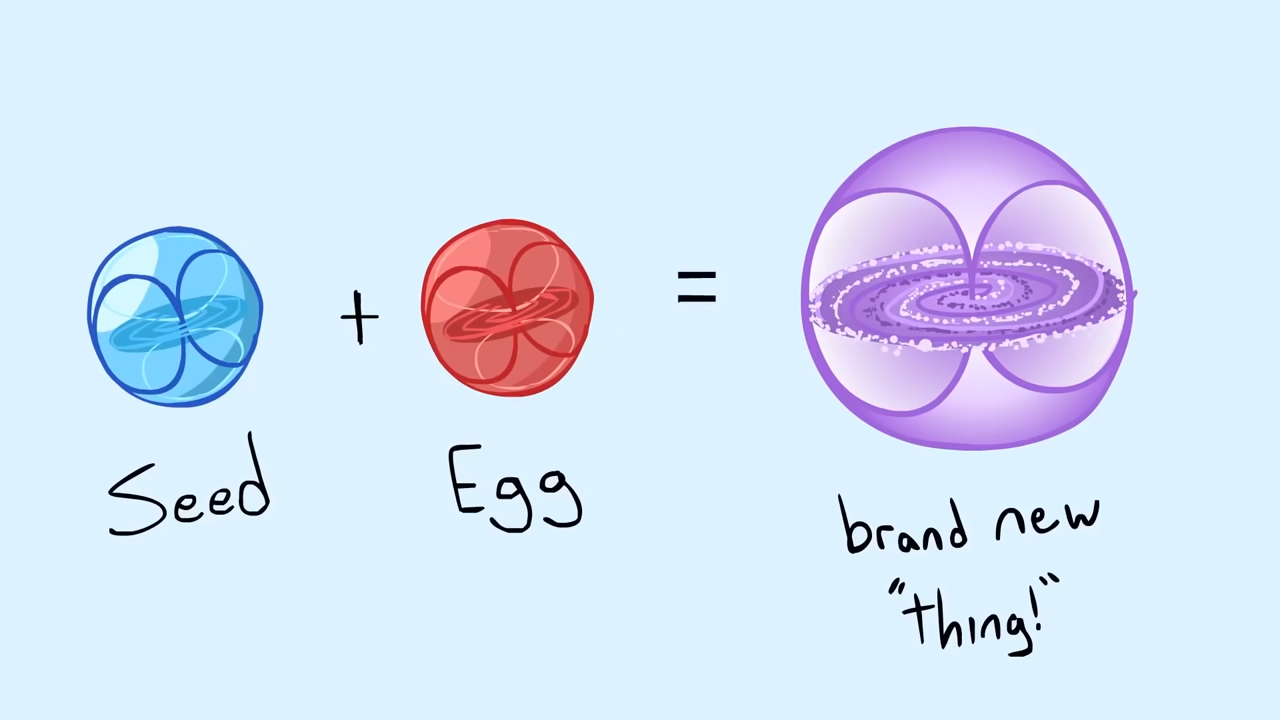 Seed + Egg =
brand new
"thing!"